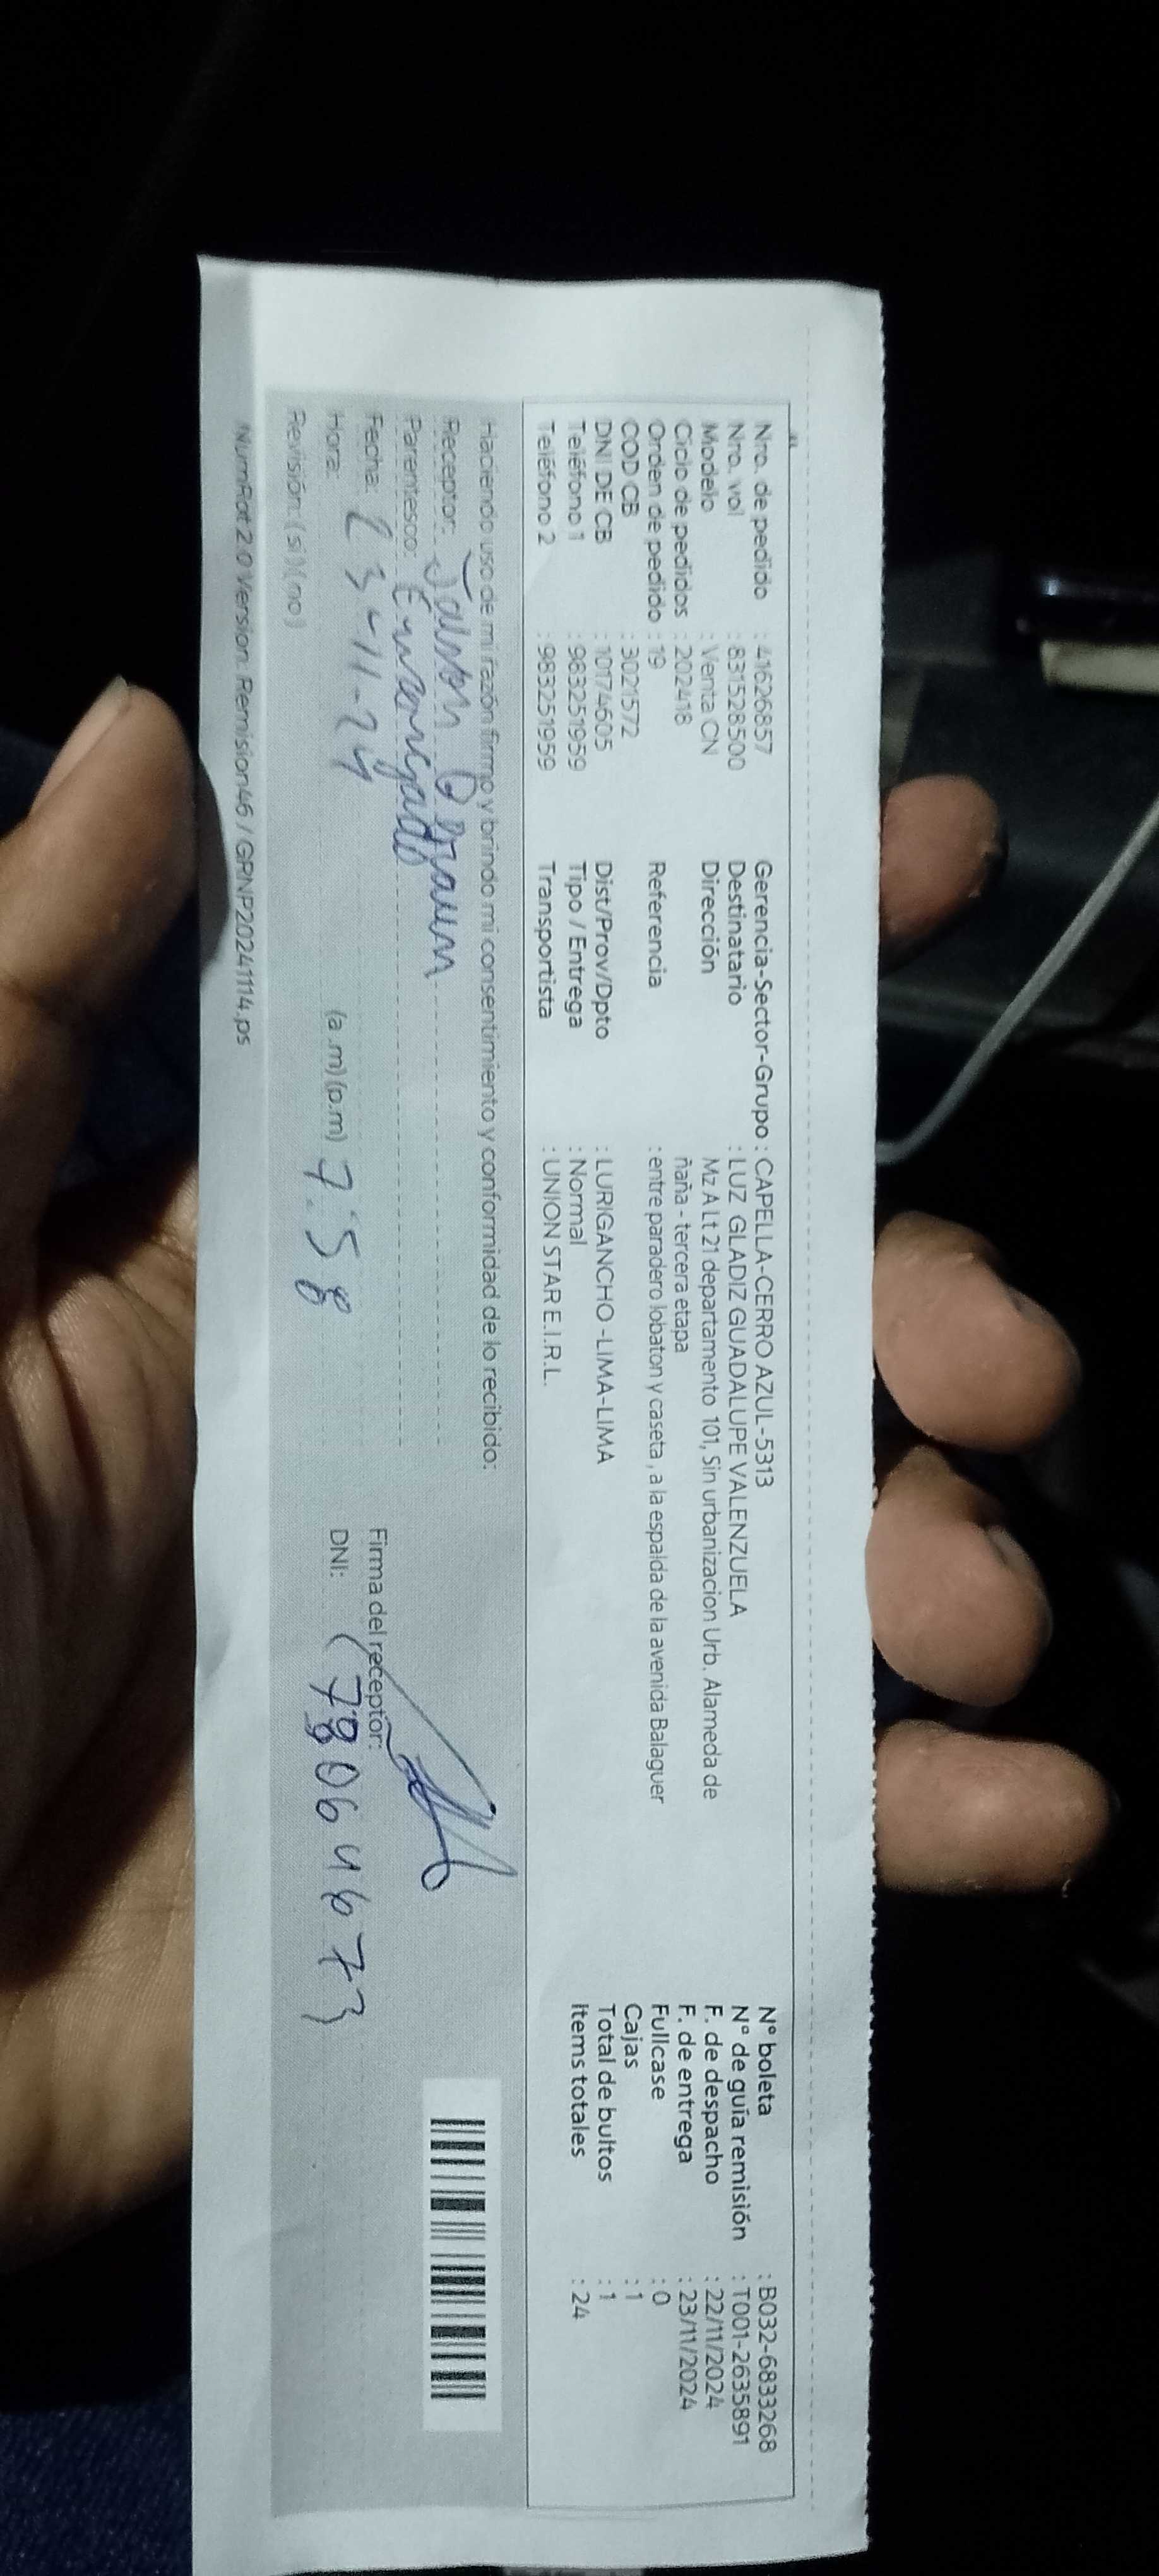 Nro. de pedido : 41626857 Gerencia-Sector-Grupo : CAPELLA-CERRO AZUL-5313 N° boleta : B032-6833268
Nro. vol : 831528500 Destinatario : LUZ GLADIZ GUADALUPE VALENZUELA N° de guía remisión : T001-2635891
Modelo : Venta CN Dirección Mz A Lt 21 departamento 101, Sin urbanizacion Urb. Alameda de F. de despacho : 22/11/2024
Ciclo de pedidos : 202418 ñaña - tercera etapa F. de entrega : 23/11/2024
Orden de pedido : 19 Referencia : entre paradero lobaton y caseta , a la espalda de la avenida Balaguer Fullcase : 0
COD CB : 3021572 Cajas : 1
DNI DE CB : 10174605 Dist/Prov/Dpto : LURIGANCHO -LIMA-LIMA Total de bultos : 1
Teléfono 1 : 983251959 Tipo / Entrega : Normal Items totales : 24
Teléfono 2 : 983251959 Transportista : UNION STAR E.I.R.L.
Haciendo uso de mi razón firmo y brindo mi consentimiento y conformidad de lo recibido:
Receptor:
Parentesco: Encargado
Firma del receptor:
Fecha: 23-11-24
Hora: (a.m) (p.m) 7:58 DNI:
Revisión: ( si ) ( no )
NumRot 2.0 Version: Remision46 / GRNP20241114.ps